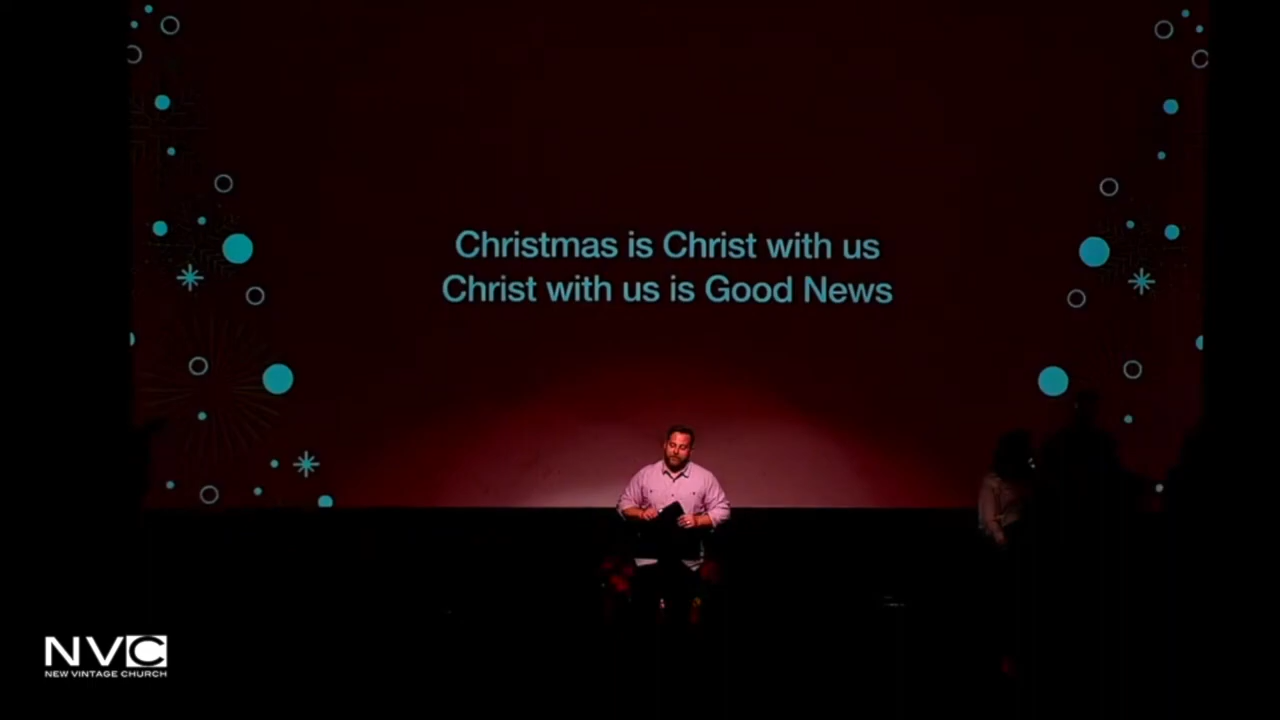 Christmas is Christ with us
Christ with us is Good News
NVC
NEW VINTAGE CHURCH